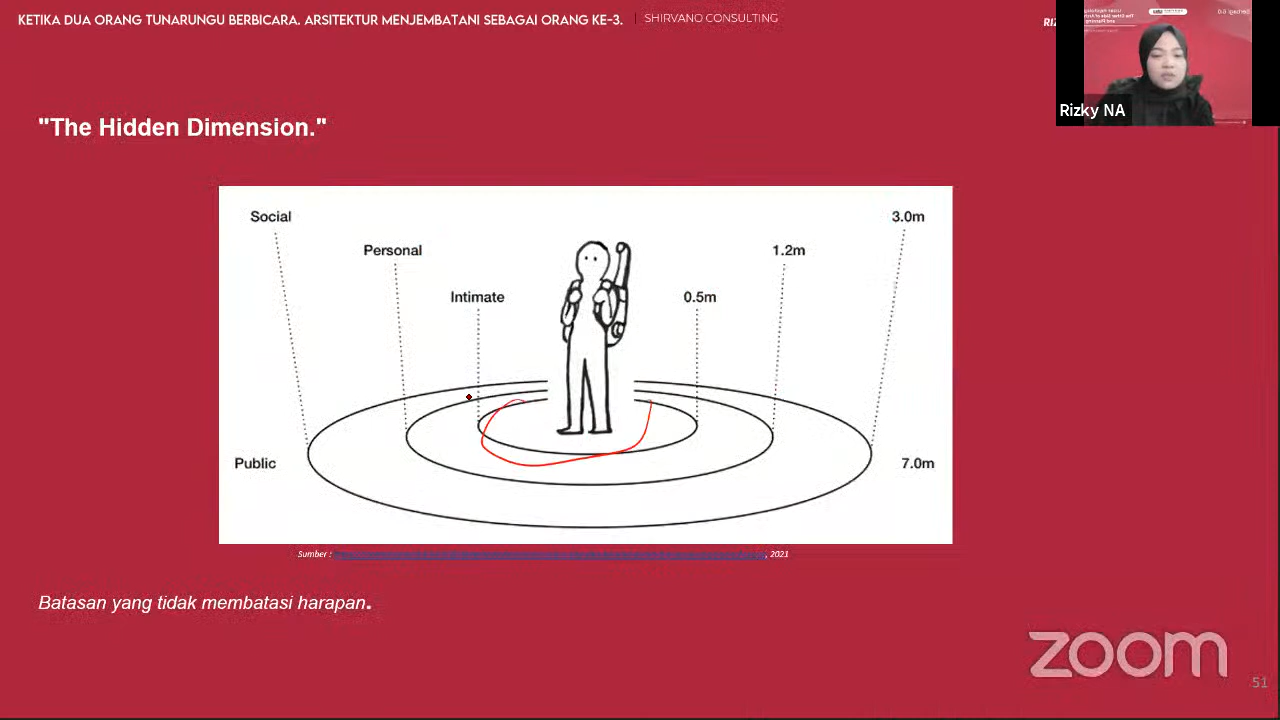 KETIKA DUA ORANG TUNARUNGU BERBICARA. ARSITEKTUR MENJEMBATANI SEBAGAI ORANG KE-3. | SHIRVANO CONSULTING
Rizky NA
"The Hidden Dimension."
Social
3.0m
Personal
1.2m
Intimate
0.5m
Public
7.0m
Sumber : , 2021
Batasan yang tidak membatasi harapan.
zoom
51